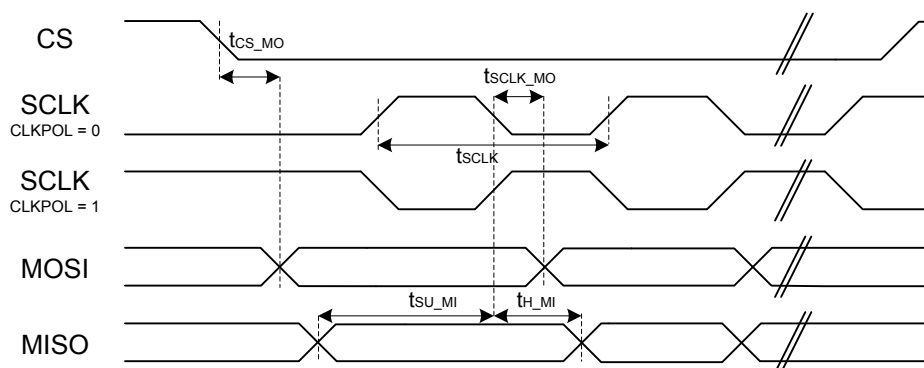 CS
tCS_MO
tSCLK_MO
SCLK
CLKPOL = 0
tSCLK
SCLK
CLKPOL = 1
MOSI
tSU_MI
tH_MI
MISO